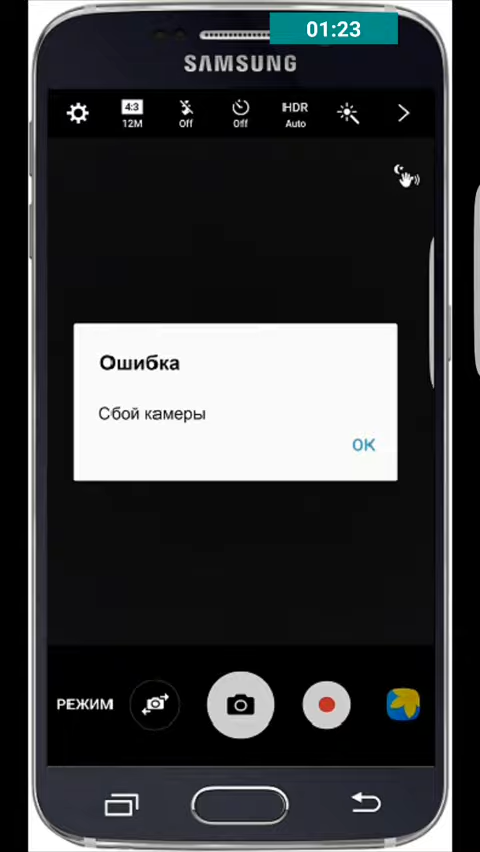 01:23
SAMSUNG
4:3
12M
Off
Off
HDR
Auto
Ошибка
Сбой камеры
OK
РЕЖИМ